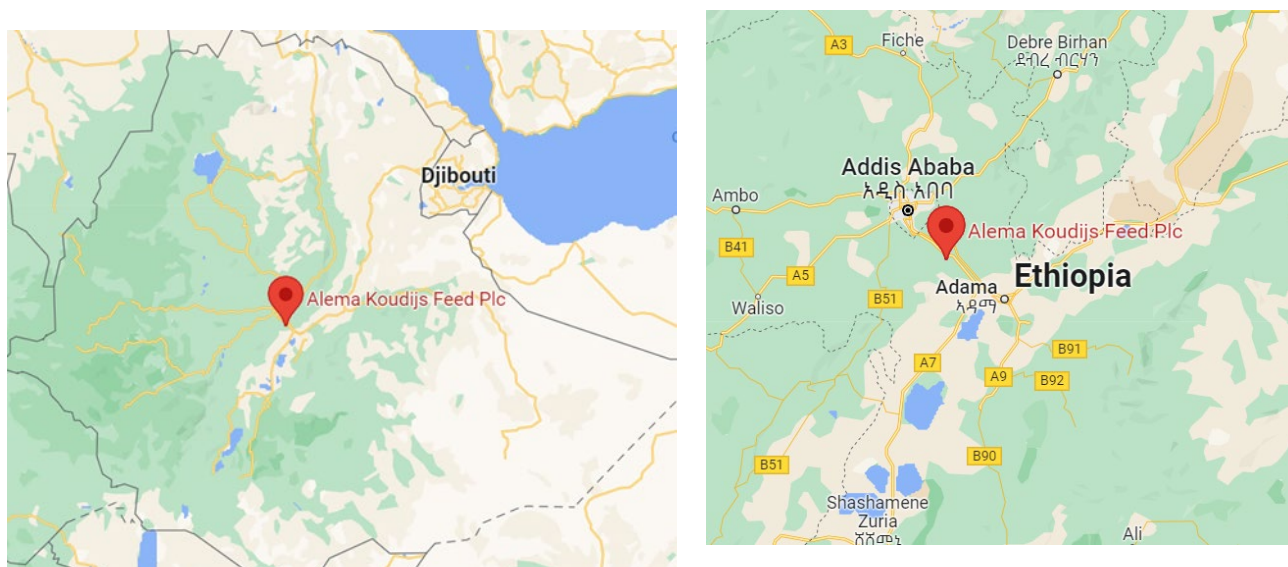 Djibouti
Alema Koudijs Feed Plc
A3
Fiche
Debre Birhan
ደብረ ብርሃን
Addis Ababa
አዲስ አበባ
Ambo
Alema Koudijs Feed Plc
B41
A5
Adama
አዳማ
Ethiopia
B51
Waliso
B91
A7
A9
B92
B90
B51
Shashamene
Zuria
Ali